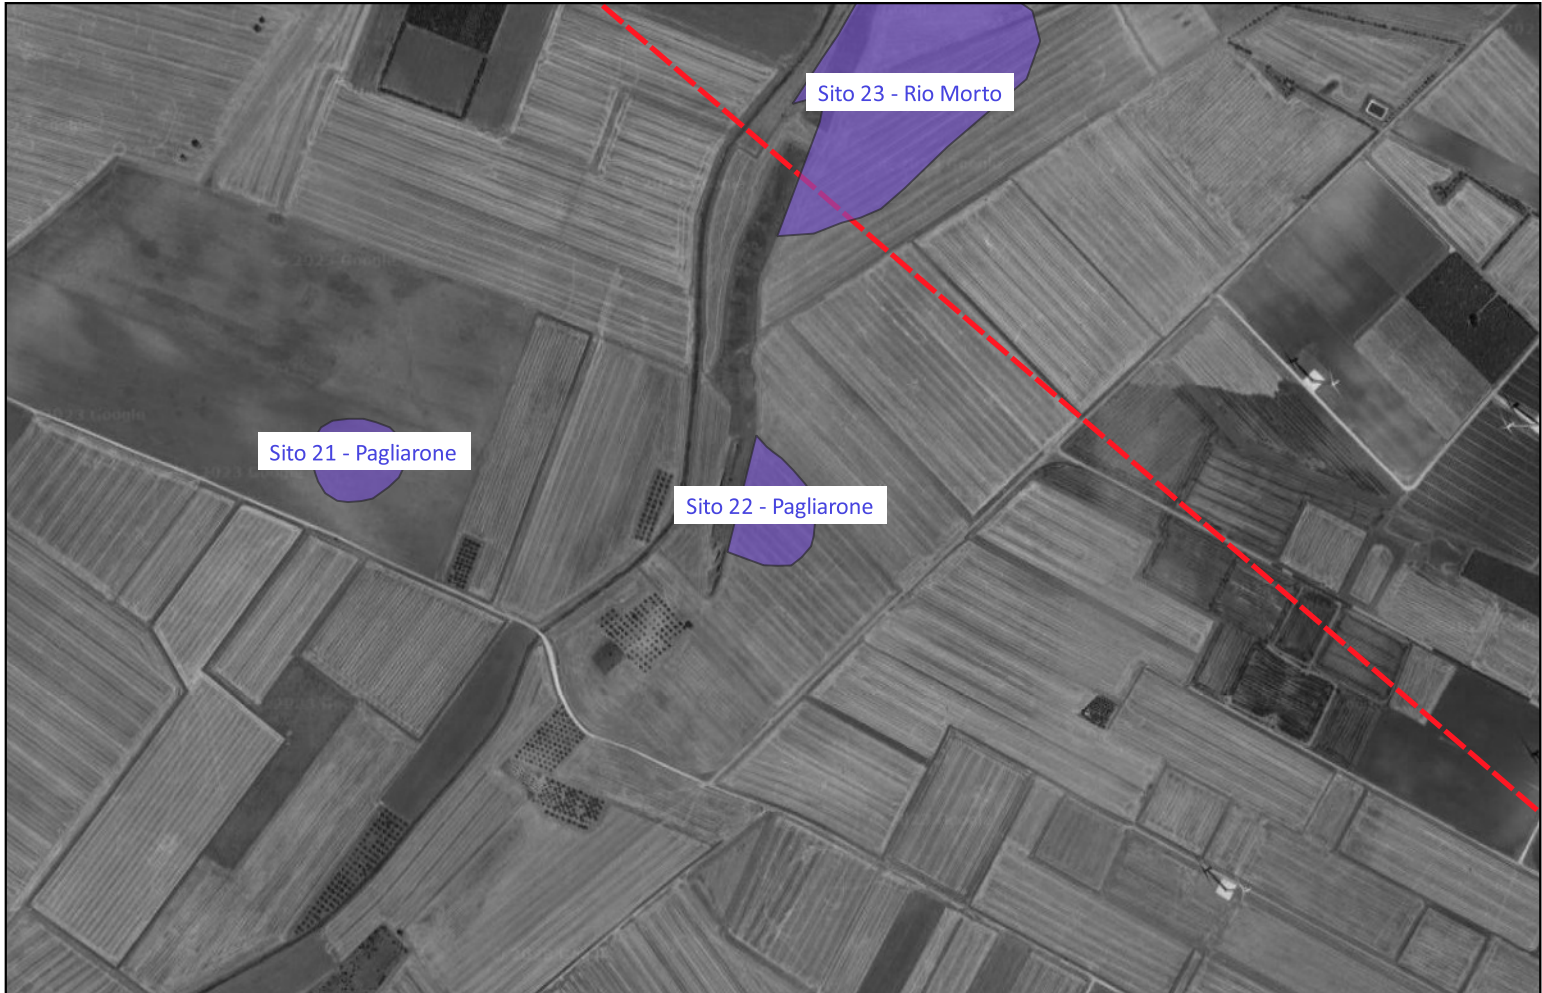 Sito 23 - Rio Morto
Sito 21 - Pagliarone
Sito 22 - Pagliarone